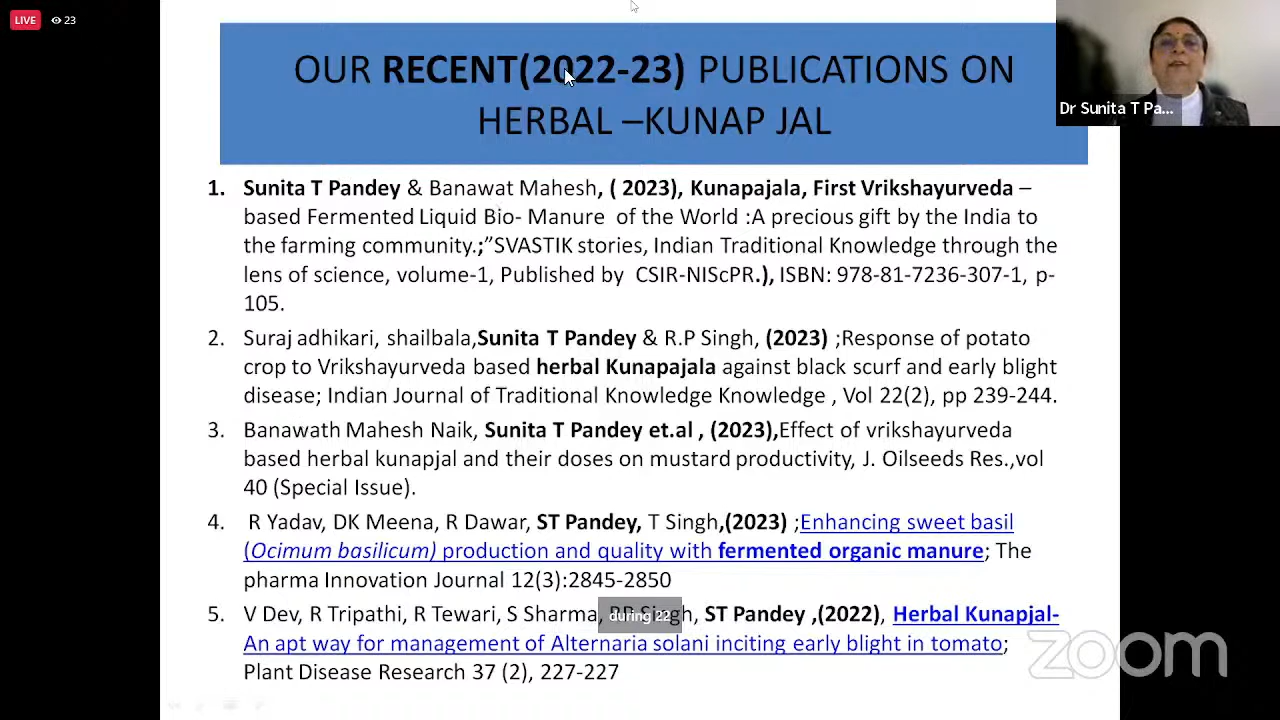 LIVE
23
OUR RECENT(2022-23) PUBLICATIONS ON
HERBAL –KUNAP JAL
Dr Sunita T Pa...
1. Sunita T Pandey & Banawat Mahesh, ( 2023), Kunapajala, First Vrikshayurveda –
based Fermented Liquid Bio- Manure of the World :A precious gift by the India to
the farming community.;”SVASTIK stories, Indian Traditional Knowledge through the
lens of science, volume-1, Published by CSIR-NIScPR.), ISBN: 978-81-7236-307-1, p-
105.
2. Suraj adhikari, shailbala,Sunita T Pandey & R.P Singh, (2023) ;Response of potato
crop to Vrikshayurveda based herbal Kunapajala against black scurf and early blight
disease; Indian Journal of Traditional Knowledge Knowledge , Vol 22(2), pp 239-244.
3. Banawath Mahesh Naik, Sunita T Pandey et.al , (2023),Effect of vrikshayurveda
based herbal kunapjal and their doses on mustard productivity, J. Oilseeds Res.,vol
40 (Special Issue).
4. R Yadav, DK Meena, R Dawar, ST Pandey, T Singh,(2023) ;Enhancing sweet basil
(Ocimum basilicum) production and quality with fermented organic manure; The
pharma Innovation Journal 12(3):2845-2850
5. V Dev, R Tripathi, R Tewari, S Sharma, Singh, ST Pandey ,(2022), Herbal Kunapjal-
during 22
An apt way for management of Alternaria solani inciting early blight in tomato;
Plant Disease Research 37 (2), 227-227
zoom